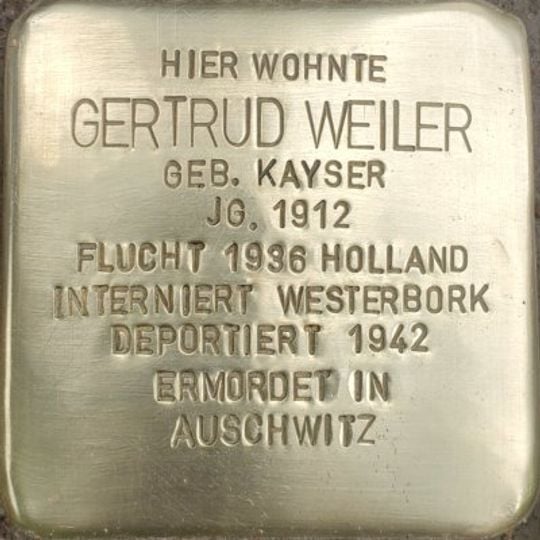 HIER WOHNTE
GERTRUD WEILER
GEB. KAYSER
JG. 1912
FLUCHT 1936 HOLLAND
INTERNIERT WESTERBORK
DEPORTIERT 1942
ERMORDET IN
AUSCHWITZ